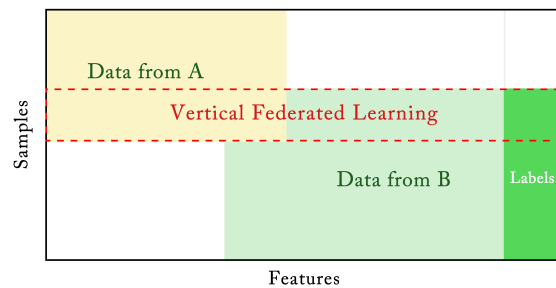 Data from A
Vertical Federated Learning
Samples
Data from B
Labels
Features